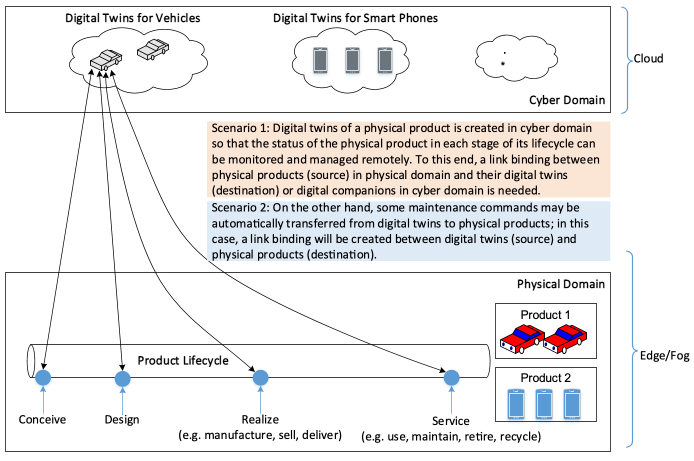 Digital Twins for Vehicles
Digital Twins for Smart Phones
Cloud
Cyber Domain
Scenario 1: Digital twins of a physical product is created in cyber domain
so that the status of the physical product in each stage of its lifecycle can
be monitored and managed remotely. To this end, a link binding between
physical products (source) in physical domain and their digital twins
(destination) or digital companions in cyber domain is needed.
Scenario 2: On the other hand, some maintenance commands may be
automatically transferred from digital twins to physical products; in this
case, a link binding will be created between digital twins (source) and
physical products (destination).
Physical Domain
Product 1
Edge/Fog
Product Lifecycle
Product 2
Conceive
Design
Realize
(e.g. manufacture, sell, deliver)
Service
(e.g. use, maintain, retire, recycle)